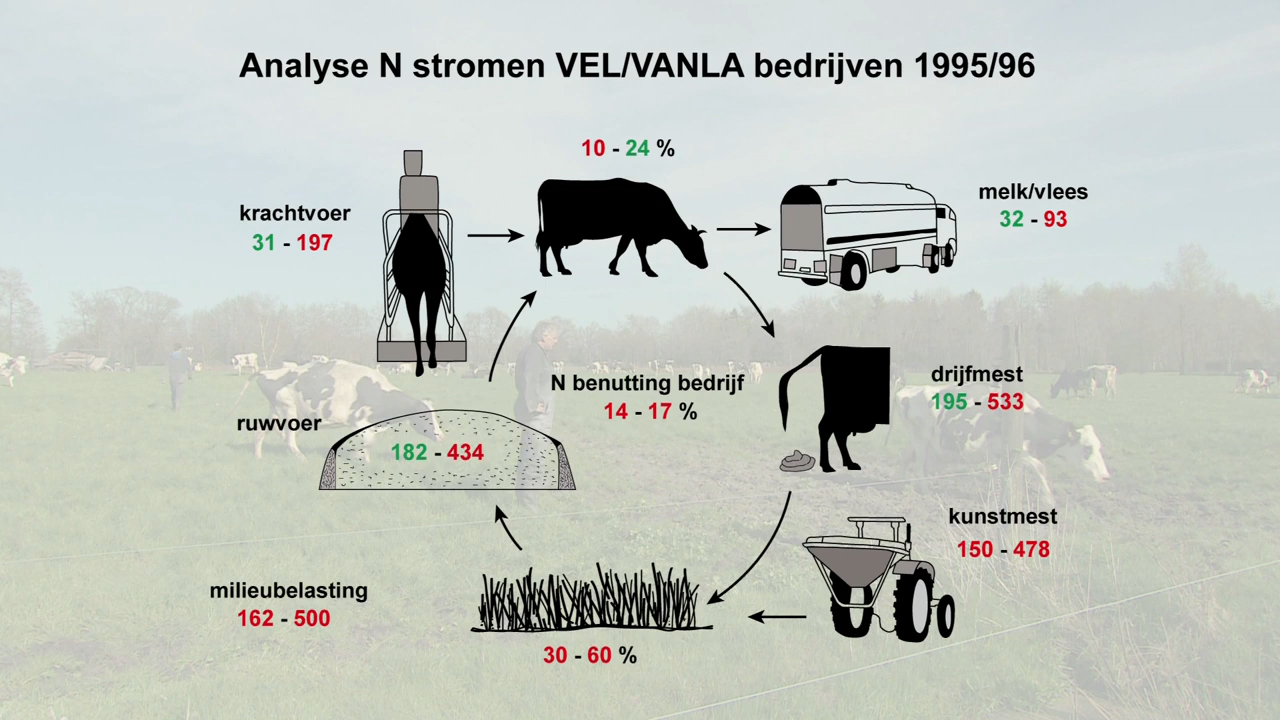 Analyse N stromen VEL/VANLA bedrijven 1995/96
10 - 24 %
krachtvoer
31 - 197
melk/vlees
32 - 93
N benutting bedrijf
14 - 17 %
drijfmest
195 - 533
ruwvoer
182 - 434
kunstmest
150 - 478
milieubelasting
162 - 500
30 - 60 %